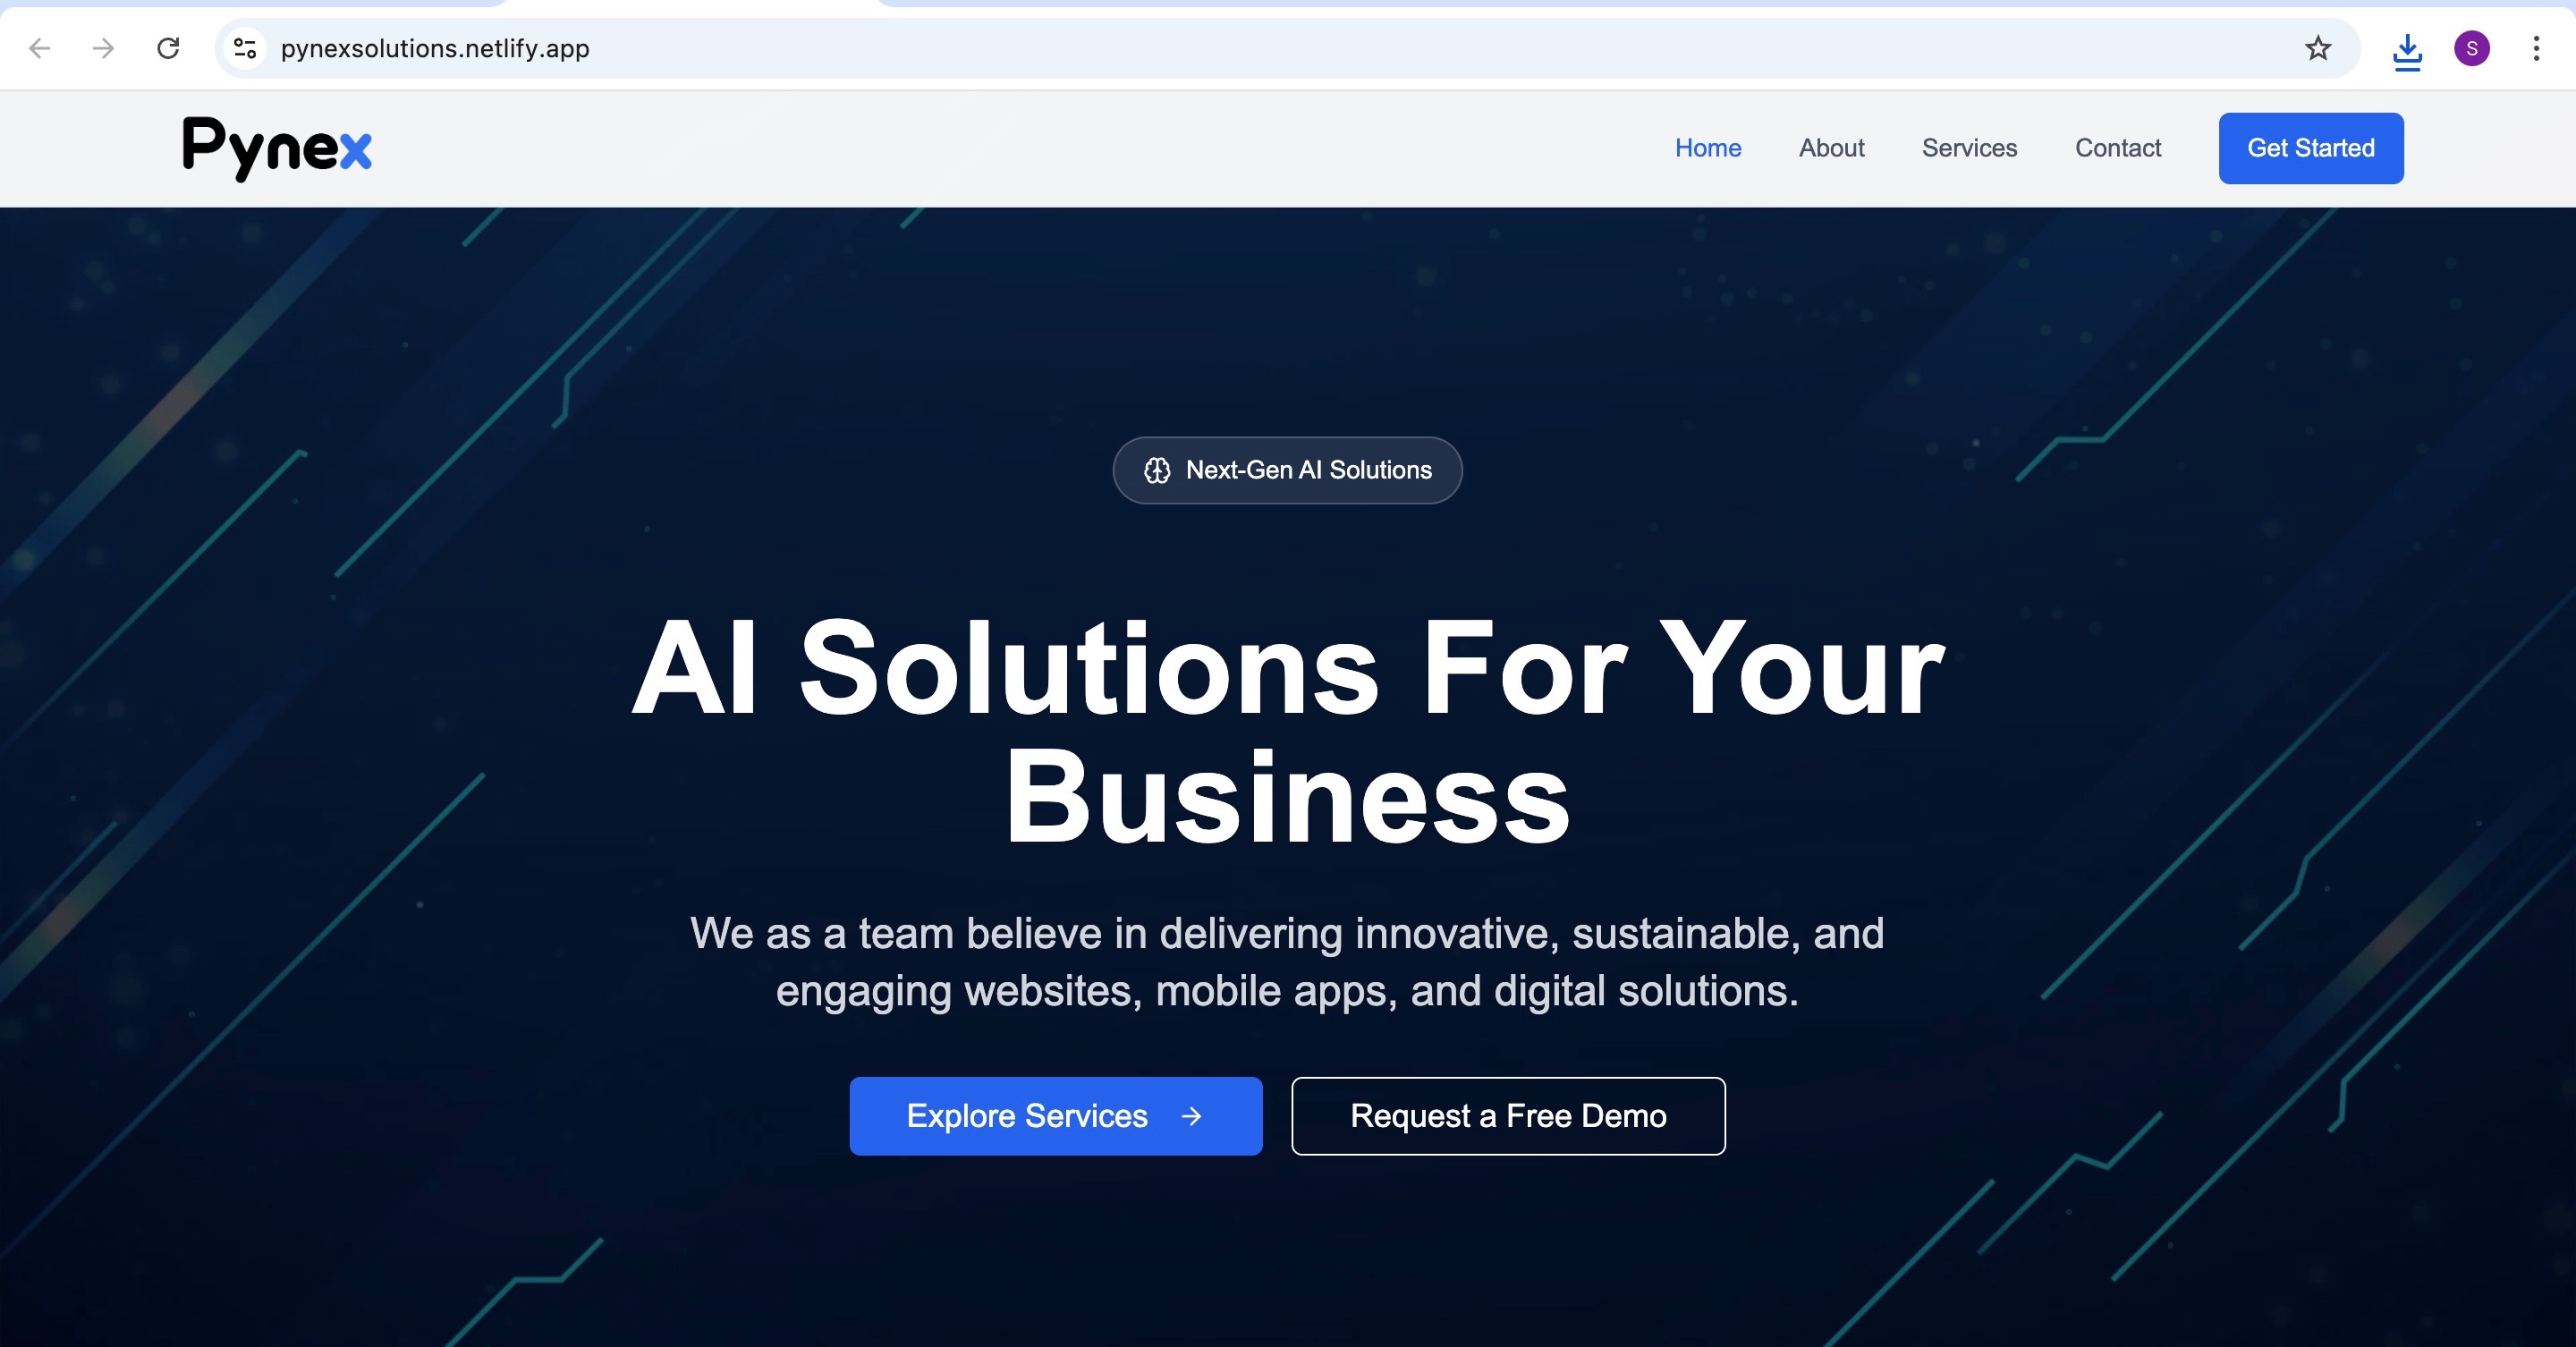 pynexsolutions.netlify.app
S
Pynex
Home
About
Services
Contact
Get Started
Next-Gen AI Solutions
AI Solutions For Your
Business
We as a team believe in delivering innovative, sustainable, and
engaging websites, mobile apps, and digital solutions.
Explore Services →
Request a Free Demo